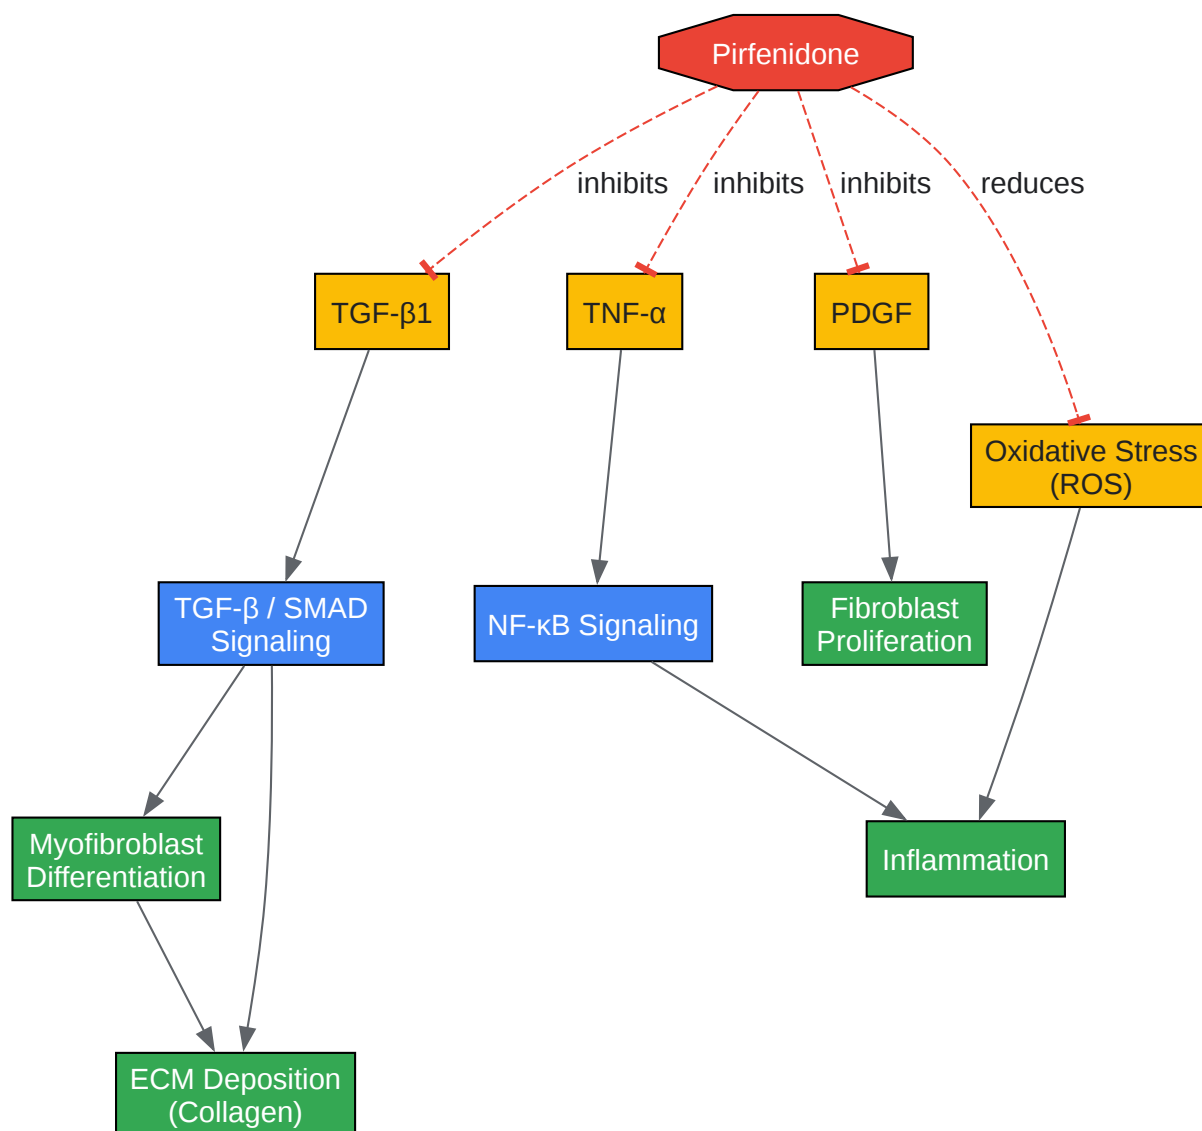 Pirfenidone
inhibits
inhibits
inhibits
reduces
TGF-β1
TNF-α
PDGF
Oxidative Stress
(ROS)
TGF-β / SMAD
Signaling
NF-κB Signaling
Fibroblast
Proliferation
Myofibroblast
Differentiation
Inflammation
ECM Deposition
(Collagen)